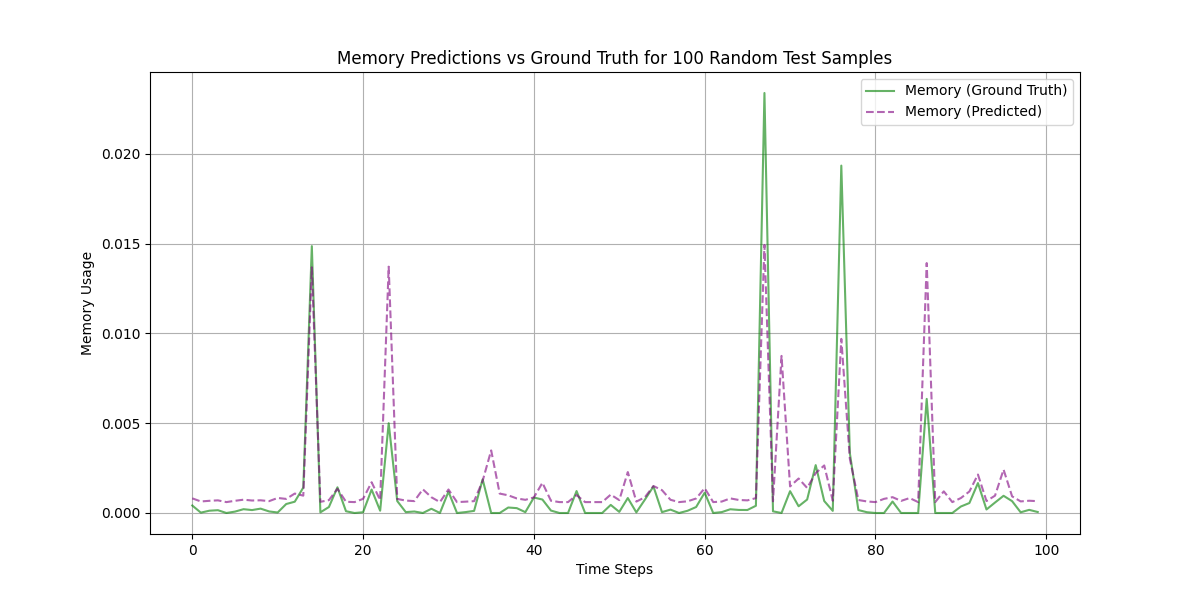 Memory Predictions vs Ground Truth for 100 Random Test Samples
Memory (Ground Truth)
Memory (Predicted)
Memory Usage
0.020
0.015
0.010
0.005
0.000
0 20 40 60 80 100
Time Steps